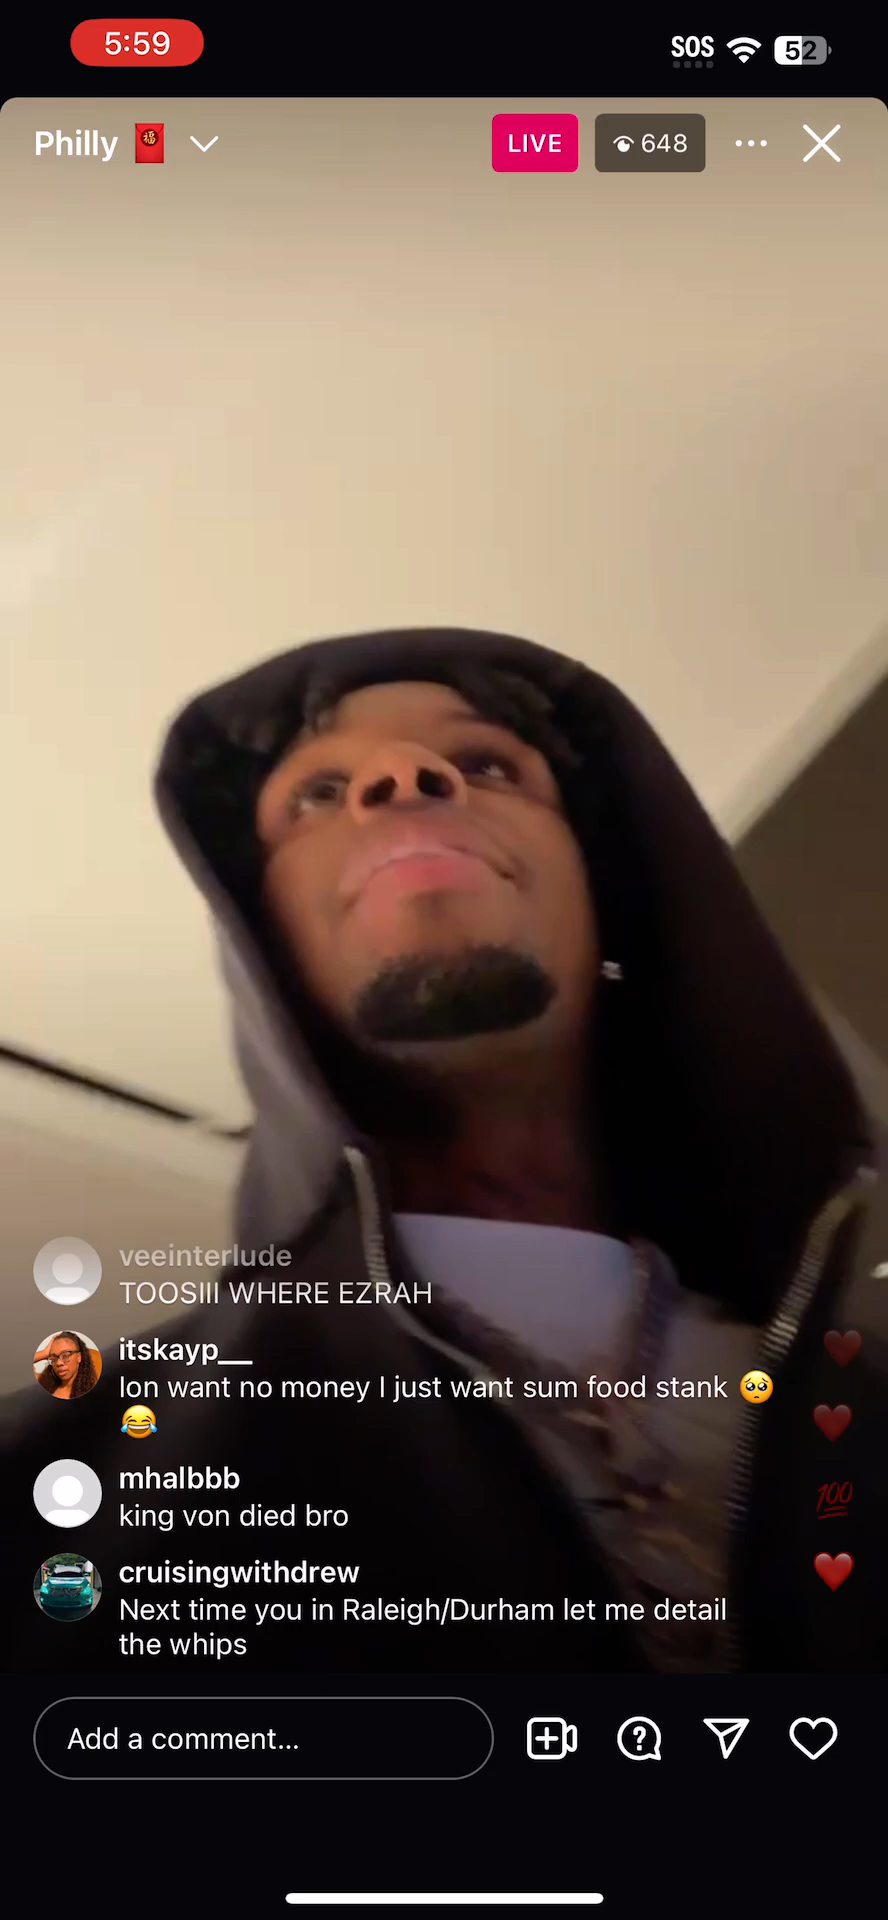 5:59
SOS
52
Philly 🧧
福
LIVE
648
veeinterlude
TOOSIII WHERE EZRAH
itskayp__
Ion want no money I just want sum food stank 🥺
😂
mhalbbb
king von died bro
💯
cruisingwithdrew
Next time you in Raleigh/Durham let me detail
the whips
Add a comment...